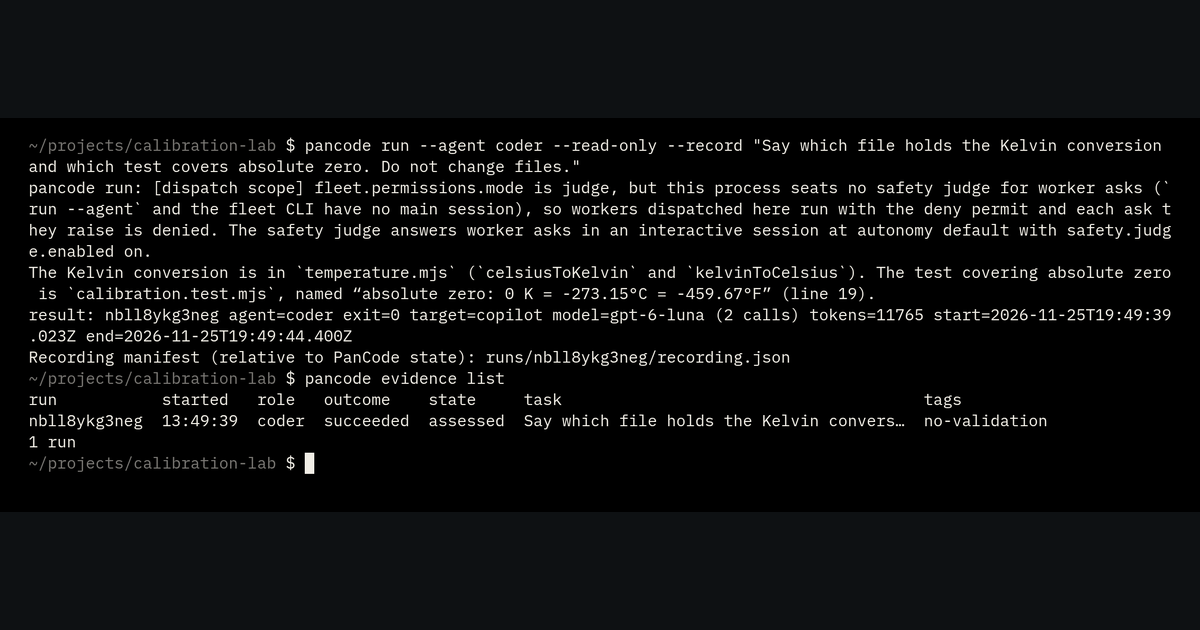 ~/projects/calibration-lab $ pancode run --agent coder --read-only --record "Say which file holds the Kelvin conversion
and which test covers absolute zero. Do not change files."
pancode run: [dispatch scope] fleet.permissions.mode is judge, but this process seats no safety judge for worker asks (`
run --agent` and the fleet CLI have no main session), so workers dispatched here run with the deny permit and each ask t
hey raise is denied. The safety judge answers worker asks in an interactive session at autonomy default with safety.judg
e.enabled on.
The Kelvin conversion is in `temperature.mjs` (`celsiusToKelvin` and `kelvinToCelsius`). The test covering absolute zero
 is `calibration.test.mjs`, named “absolute zero: 0 K = -273.15°C = -459.67°F” (line 19).
result: nbll8ykg3neg agent=coder exit=0 target=copilot model=gpt-6-luna (2 calls) tokens=11765 start=2026-11-25T19:49:39
.023Z end=2026-11-25T19:49:44.400Z
Recording manifest (relative to PanCode state): runs/nbll8ykg3neg/recording.json
~/projects/calibration-lab $ pancode evidence list
run           started   role   outcome    state     task                                      tags
nbll8ykg3neg  13:49:39  coder  succeeded  assessed  Say which file holds the Kelvin convers…  no-validation
1 run
~/projects/calibration-lab $